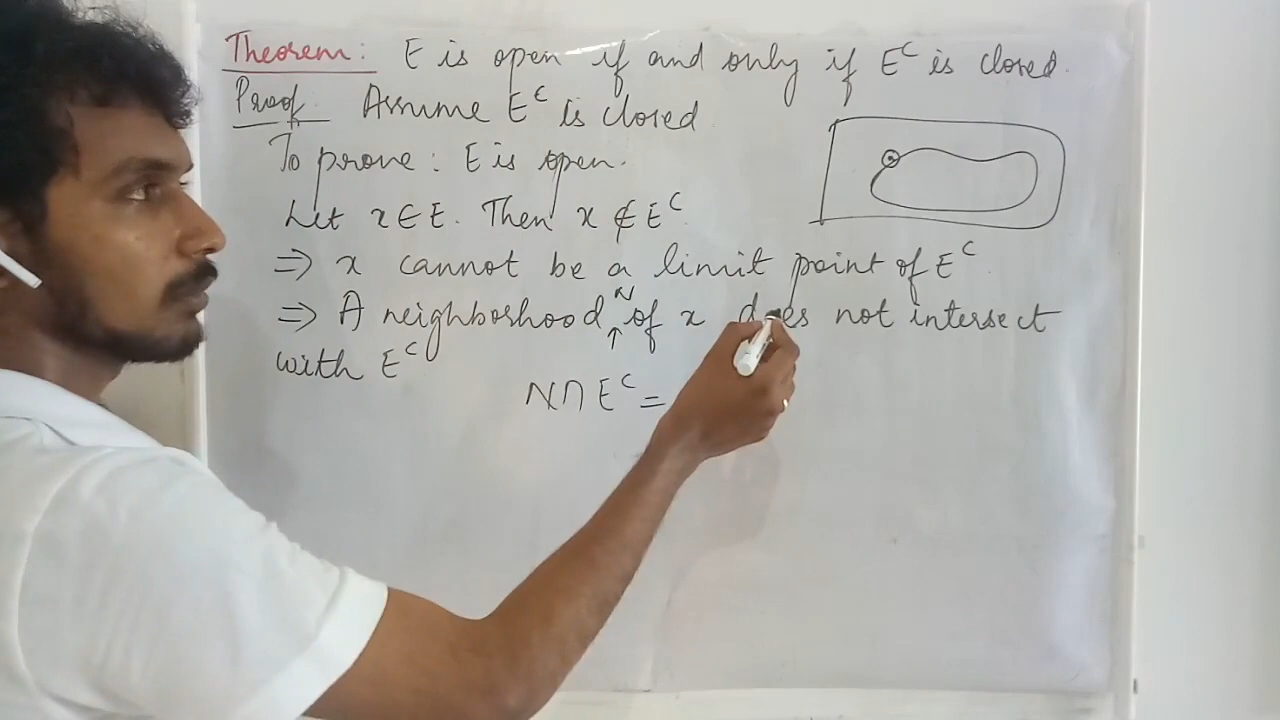 Theorem: E is open if and only if E^C is closed.
Proof. Assume E^C is closed
To prove: E is open.
Let x ∈ E. Then x ∉ E^C
⇒ x cannot be a limit point of E^C
⇒ A neighborhood N ↑ of x does not intersect
with E^C
N ∩ E^C =